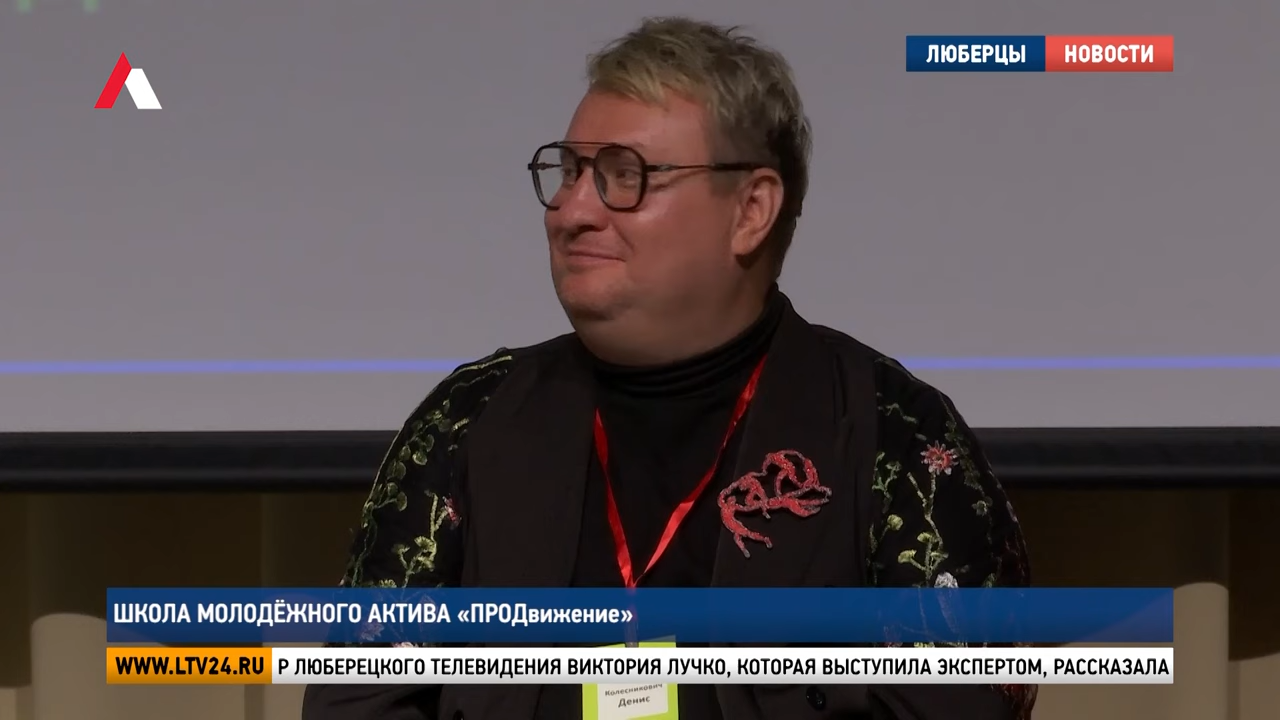 ЛЮБЕРЦЫ НОВОСТИ
ШКОЛА МОЛОДЁЖНОГО АКТИВА «ПРОДвижение»
WWW.LTV24.RU Р ЛЮБЕРЕЦКОГО ТЕЛЕВИДЕНИЯ ВИКТОРИЯ ЛУЧКО, КОТОРАЯ ВЫСТУПИЛА ЭКСПЕРТОМ, РАССКАЗАЛА
Колесникович
Денис